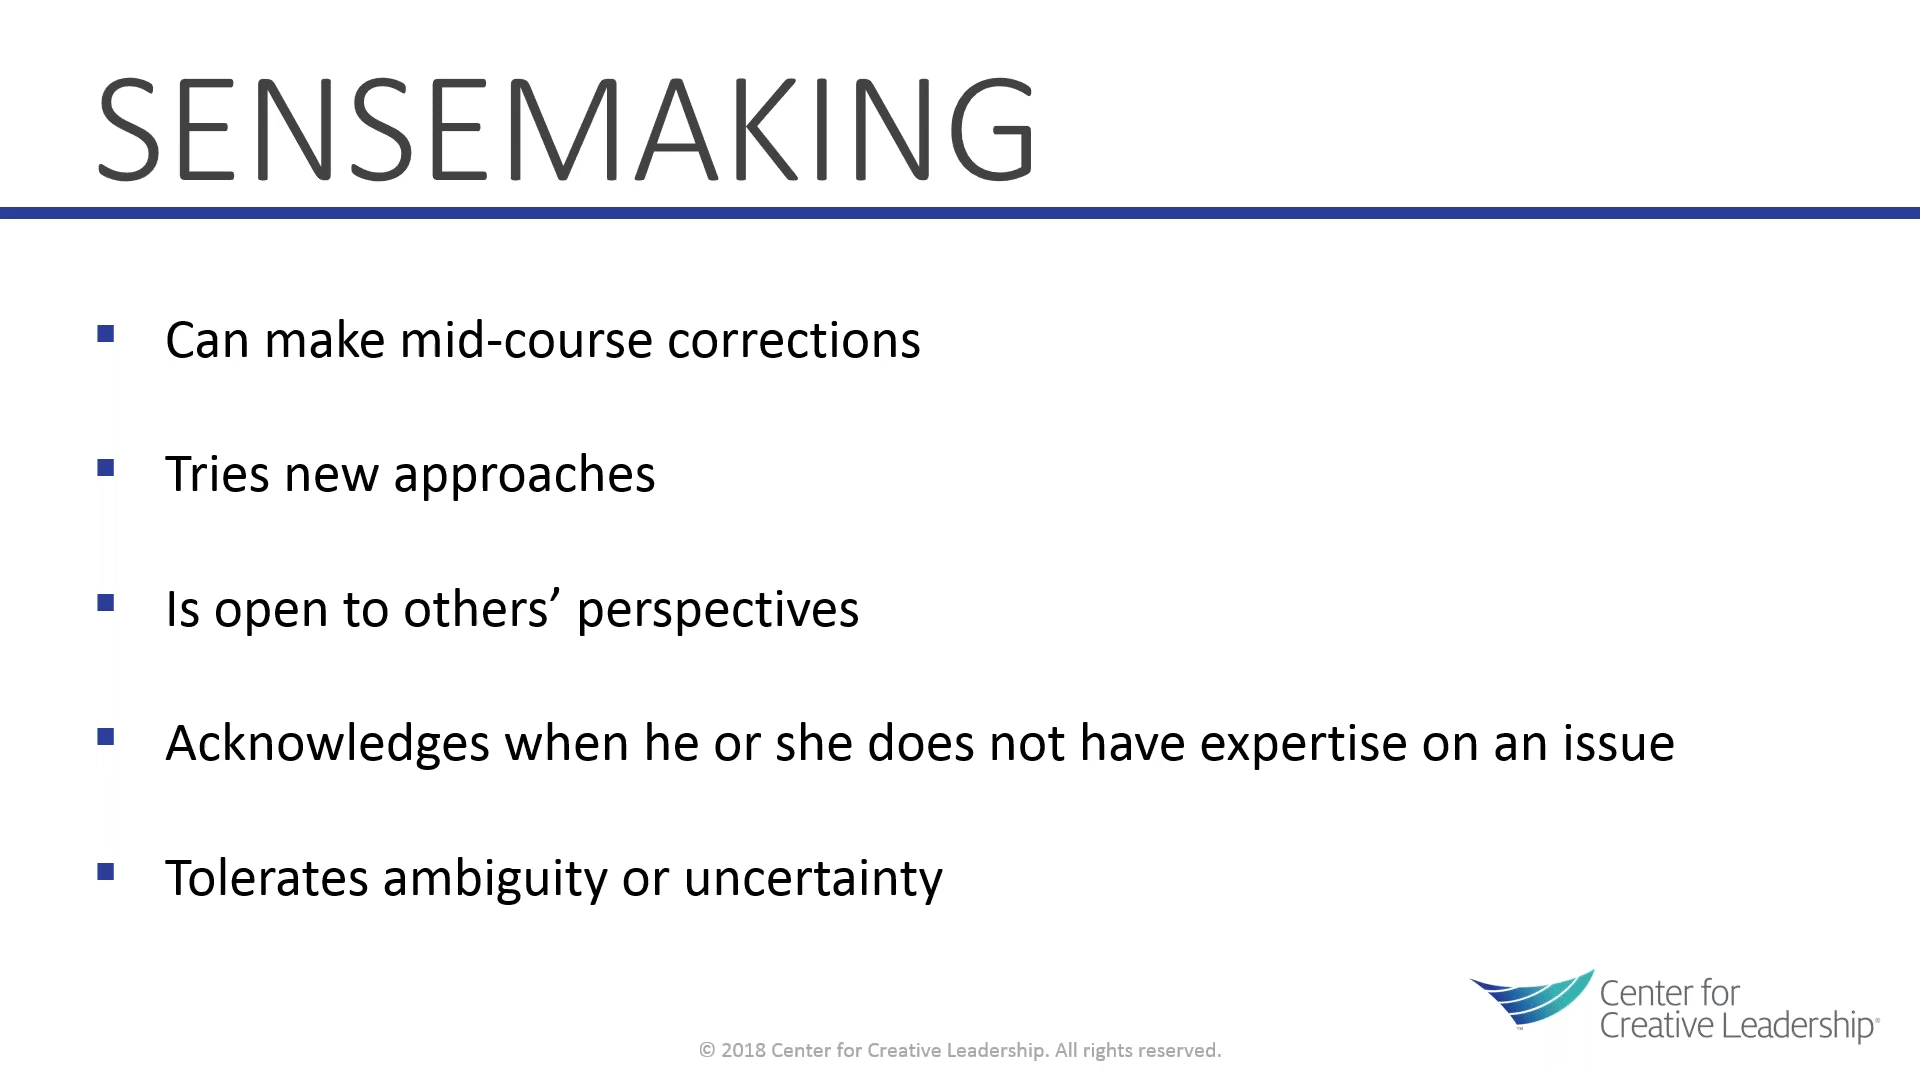 SENSEMAKING
▪ Can make mid-course corrections
▪ Tries new approaches
▪ Is open to others’ perspectives
▪ Acknowledges when he or she does not have expertise on an issue
▪ Tolerates ambiguity or uncertainty
Center for
Creative Leadership®
™
© 2018 Center for Creative Leadership. All rights reserved.